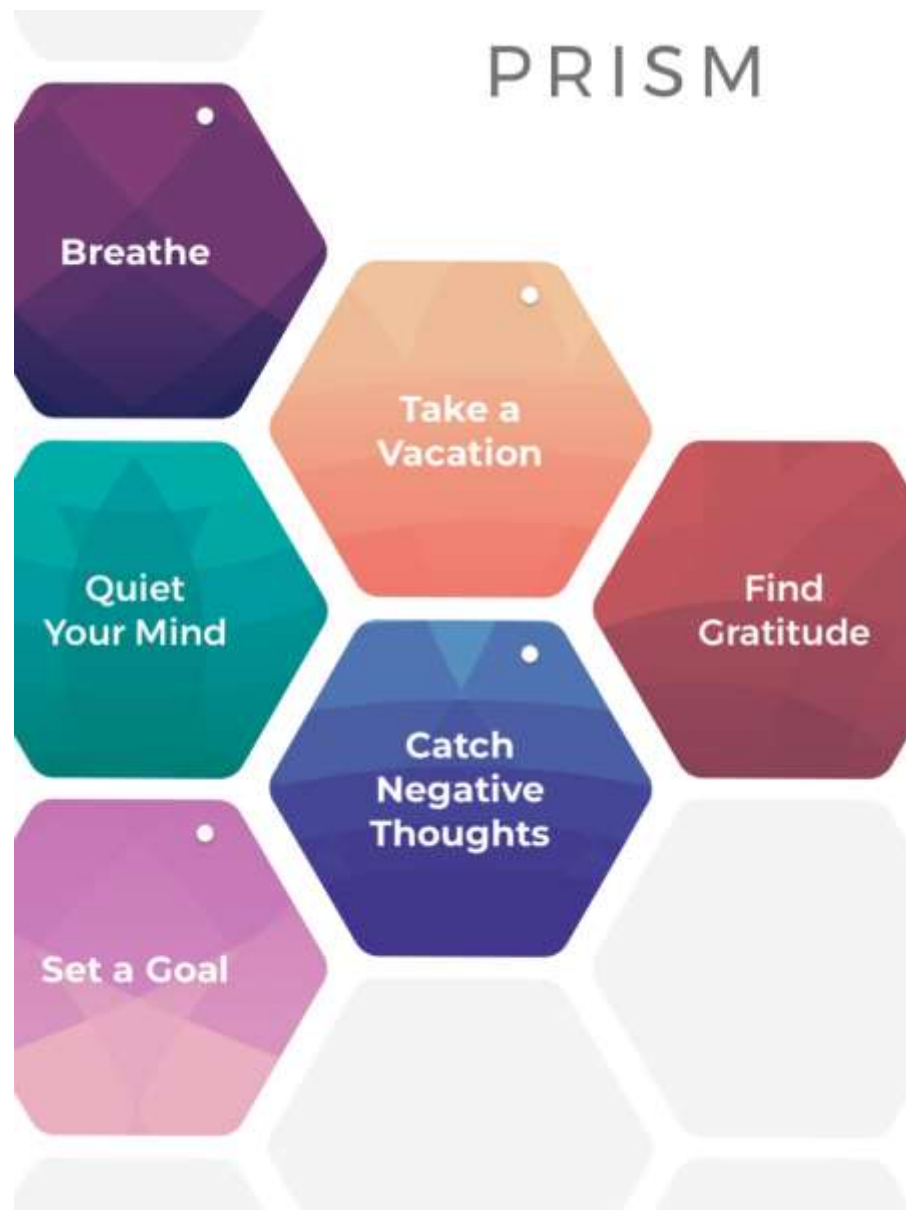 PRISM
Breathe
Take a
Vacation
Quiet
Your Mind
Find
Gratitude
Catch
Negative
Thoughts
Set a Goal